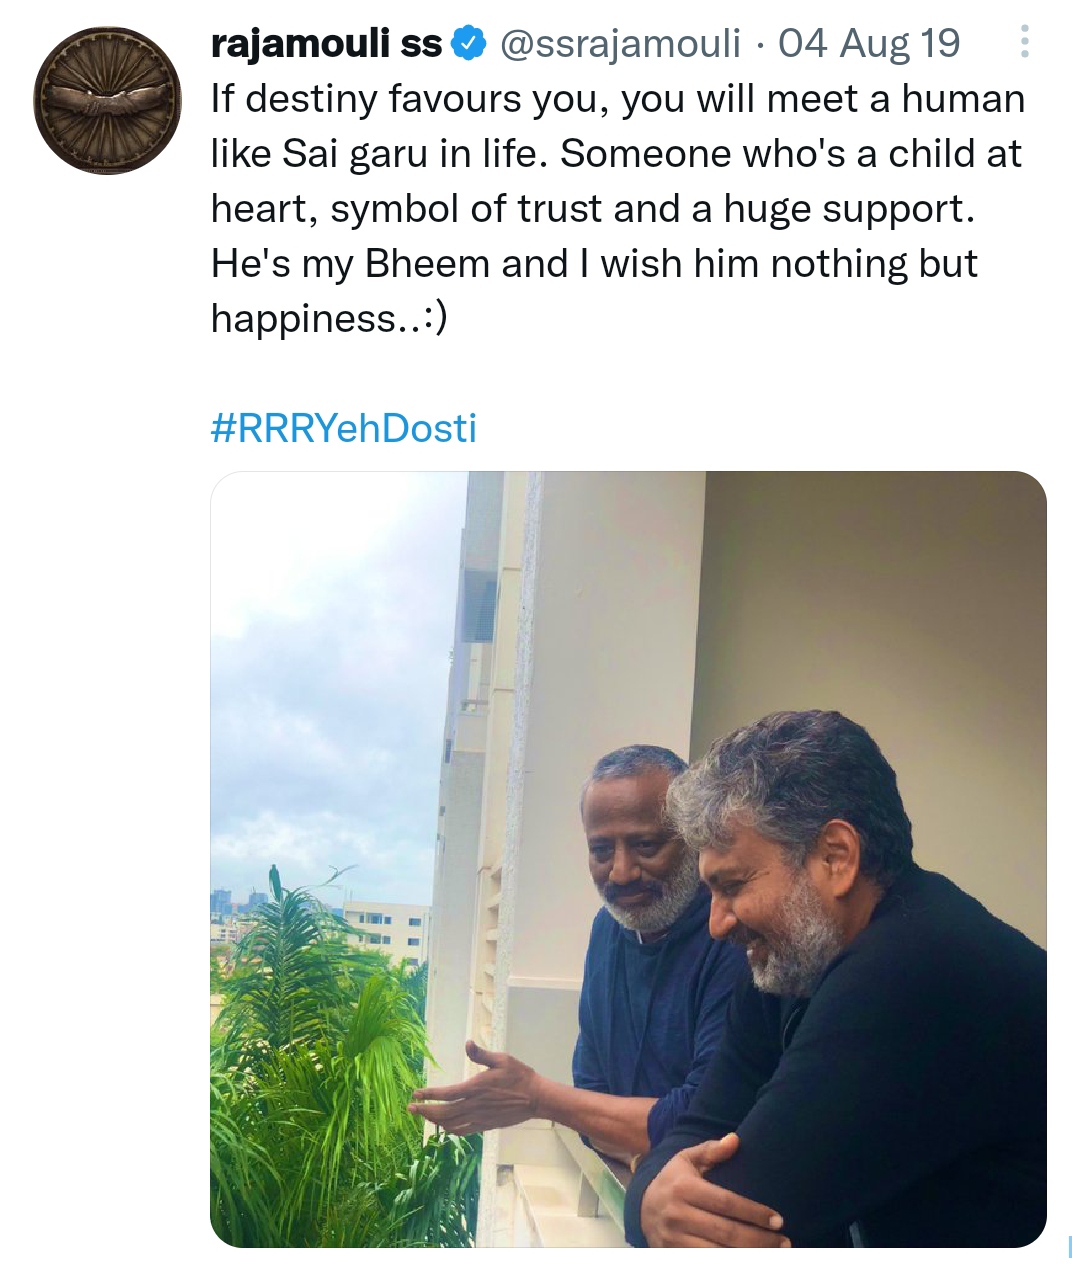 rajamouli ss @ssrajamouli · 04 Aug 19
If destiny favours you, you will meet a human
like Sai garu in life. Someone who's a child at
heart, symbol of trust and a huge support.
He's my Bheem and I wish him nothing but
happiness..:)
#RRRYehDosti